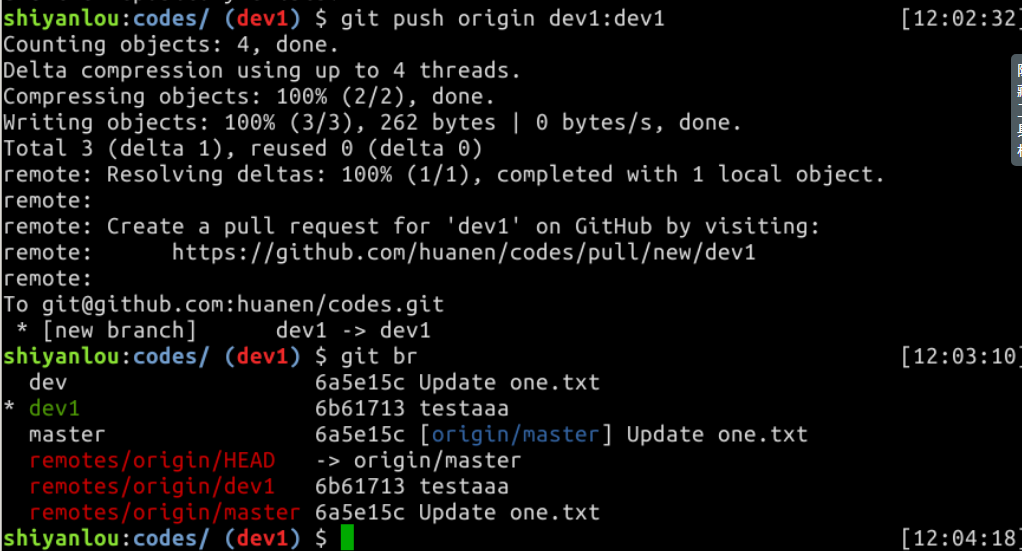 shiyanlou:codes/ (dev1) $ git push origin dev1:dev1 [12:02:32]
Counting objects: 4, done.
Delta compression using up to 4 threads.
Compressing objects: 100% (2/2), done.
Writing objects: 100% (3/3), 262 bytes | 0 bytes/s, done.
Total 3 (delta 1), reused 0 (delta 0)
remote: Resolving deltas: 100% (1/1), completed with 1 local object.
remote:
remote: Create a pull request for 'dev1' on GitHub by visiting:
remote:      https://github.com/huanen/codes/pull/new/dev1
remote:
To git@github.com:huanen/codes.git
 * [new branch]      dev1 -> dev1
shiyanlou:codes/ (dev1) $ git br [12:03:10]
  dev                   6a5e15c Update one.txt
* dev1                  6b61713 testaaa
  master                6a5e15c [origin/master] Update one.txt
  remotes/origin/HEAD   -> origin/master
  remotes/origin/dev1   6b61713 testaaa
  remotes/origin/master 6a5e15c Update one.txt
shiyanlou:codes/ (dev1) $ [12:04:18]